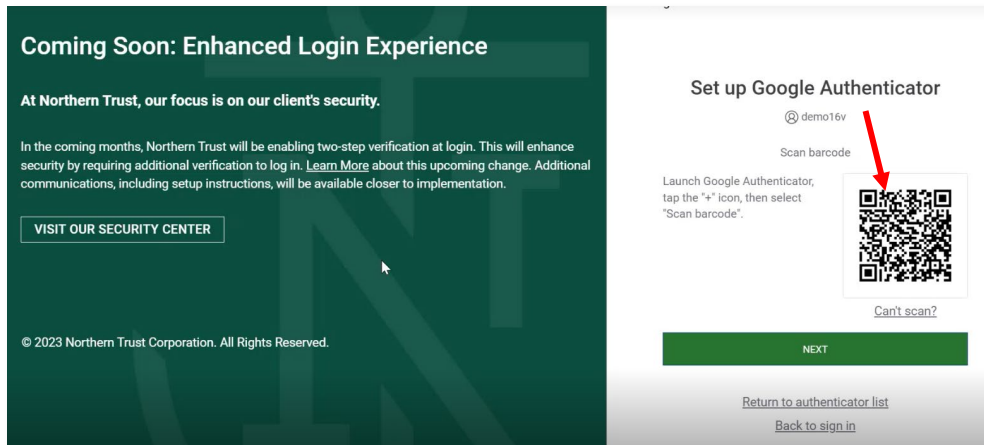 Coming Soon: Enhanced Login Experience
At Northern Trust, our focus is on our client's security.
In the coming months, Northern Trust will be enabling two-step verification at login. This will enhance
security by requiring additional verification to log in. Learn More about this upcoming change. Additional
communications, including setup instructions, will be available closer to implementation.
VISIT OUR SECURITY CENTER
© 2023 Northern Trust Corporation. All Rights Reserved.
Set up Google Authenticator
demo16v
Scan barcode
Launch Google Authenticator,
tap the "+" icon, then select
"Scan barcode".
Can't scan?
NEXT
Return to authenticator list
Back to sign in